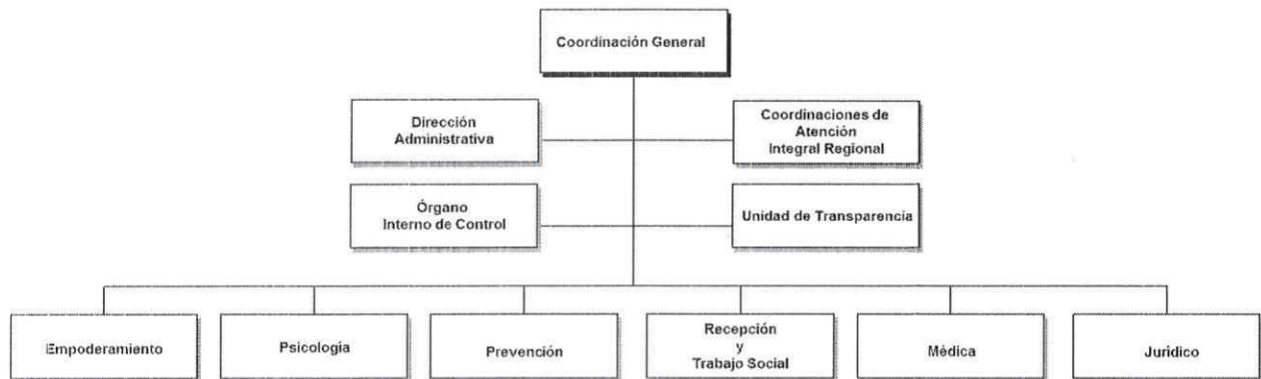 Coordinación General
Dirección
Administrativa
Coordinaciones de
Atención
Integral Regional
Órgano
Interno de Control
Unidad de Transparencia
Empoderamiento
Psicología
Prevención
Recepción
y
Trabajo Social
Médica
Jurídico